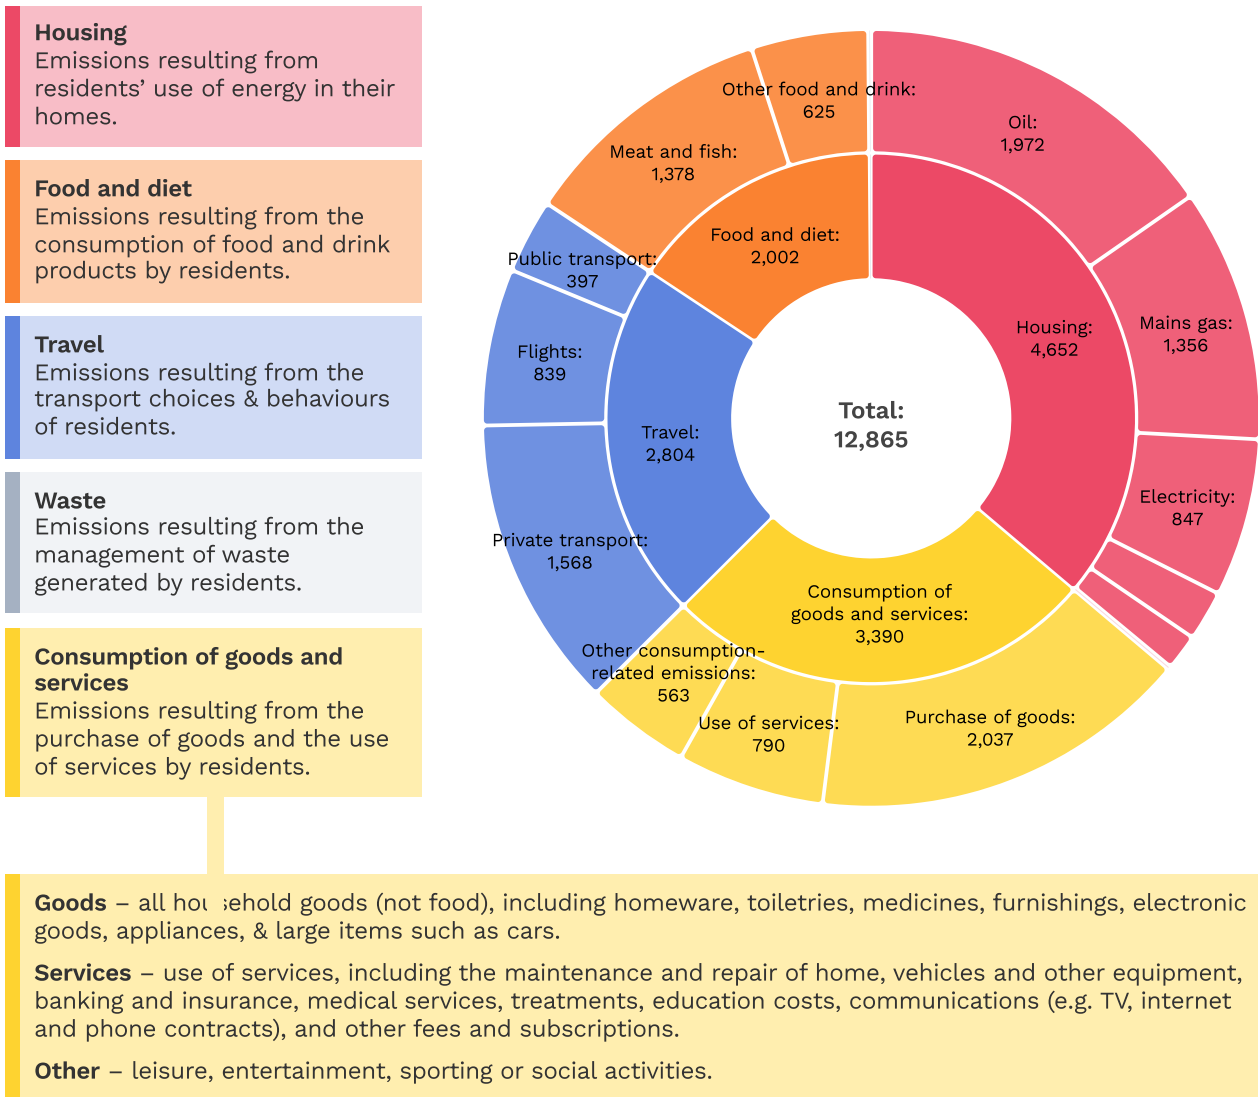 Housing
Emissions resulting from
residents’ use of energy in their
homes.
Food and diet
Emissions resulting from the
consumption of food and drink
products by residents.
Travel
Emissions resulting from the
transport choices & behaviours
of residents.
Waste
Emissions resulting from the
management of waste
generated by residents.
Consumption of goods and
services
Emissions resulting from the
purchase of goods and the use
of services by residents.
Other food and drink:
625
Oil:
1,972
Meat and fish:
1,378
Food and diet:
2,002
Public transport:
397
Housing:
4,652
Mains gas:
1,356
Flights:
839
Travel:
2,804
Total:
12,865
Electricity:
847
Private transport:
1,568
Consumption of
goods and services:
3,390
Other consumption-
related emissions:
563
Use of services:
790
Purchase of goods:
2,037
Goods – all household goods (not food), including homeware, toiletries, medicines, furnishings, electronic
goods, appliances, & large items such as cars.
Services – use of services, including the maintenance and repair of home, vehicles and other equipment,
banking and insurance, medical services, treatments, education costs, communications (e.g. TV, internet
and phone contracts), and other fees and subscriptions.
Other – leisure, entertainment, sporting or social activities.